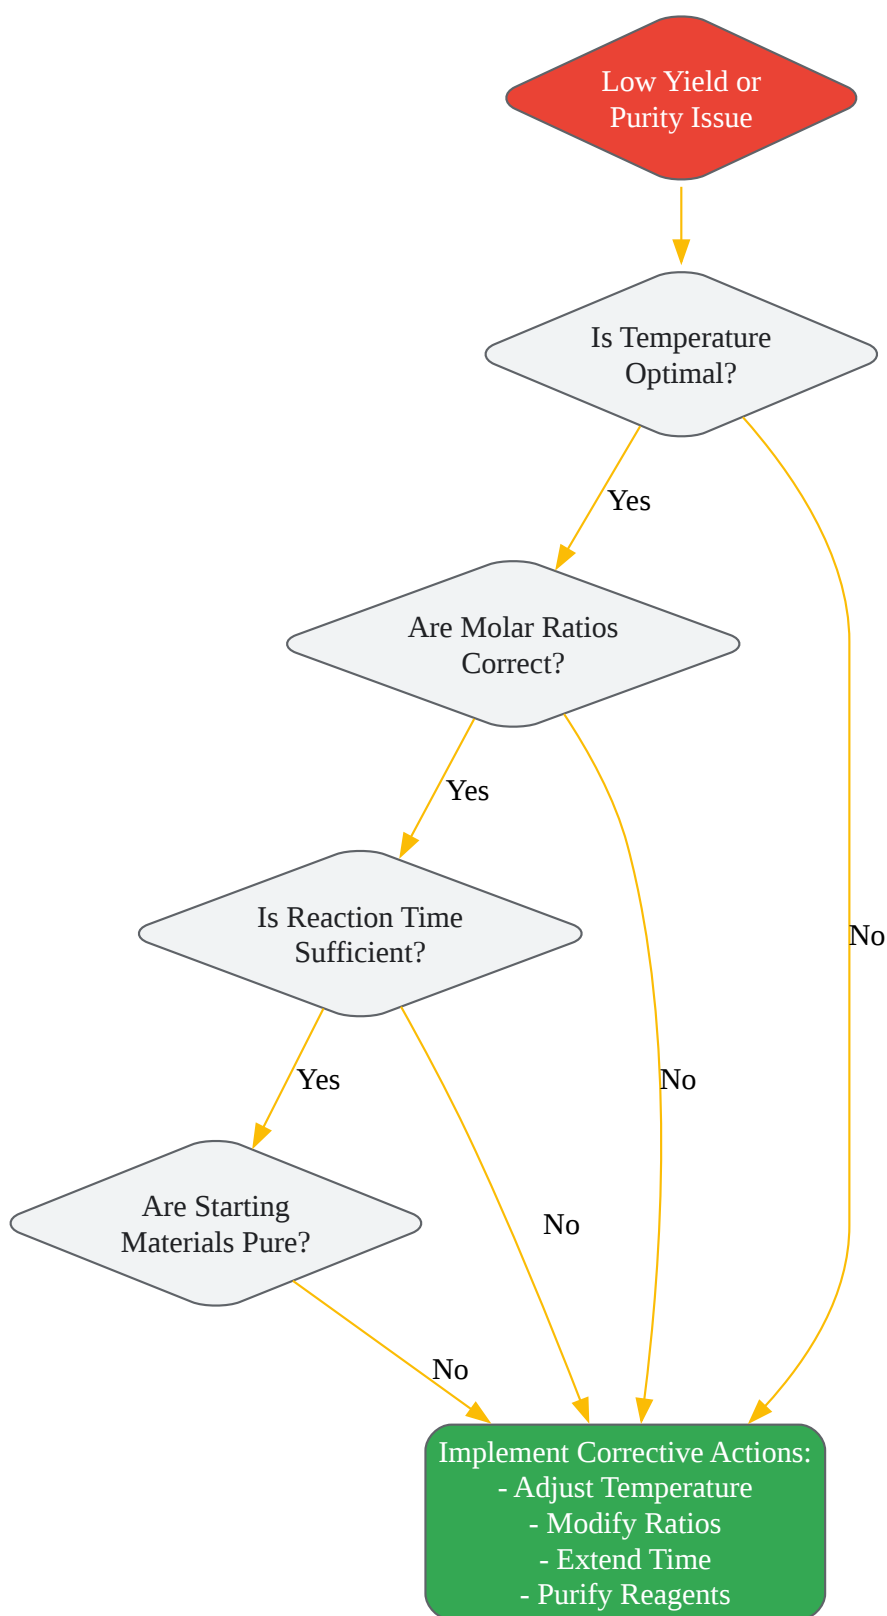 Low Yield or
Purity Issue
Is Temperature
Optimal?
Yes
Are Molar Ratios
Correct?
Yes
Is Reaction Time
Sufficient?
No
Yes
No
Are Starting
Materials Pure?
No
No
Implement Corrective Actions:
- Adjust Temperature
- Modify Ratios
- Extend Time
- Purify Reagents